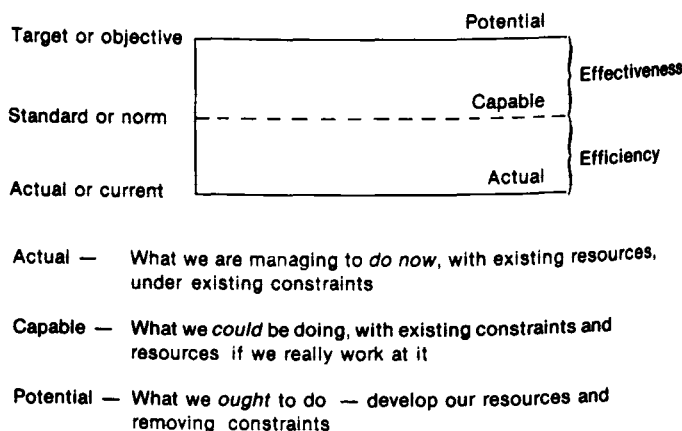 Potential
Target or objective
Effectiveness
Capable
Standard or norm
Efficiency
Actual
Actual or current
Actual — What we are managing to do now, with existing resources,
under existing constraints
Capable — What we could be doing, with existing constraints and
resources if we really work at it
Potential — What we ought to do — develop our resources and
removing constraints